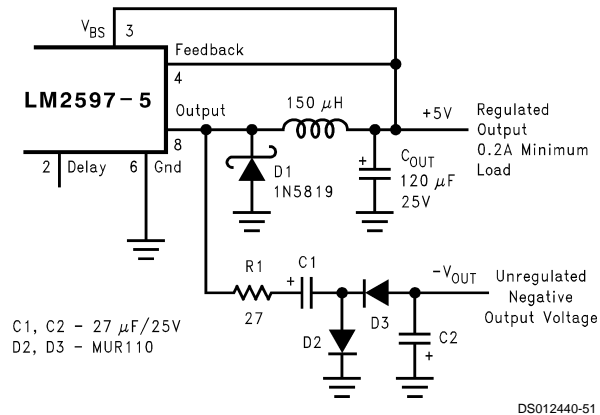 V_BS 3
Feedback
4
LM2597-5
Output
8
150 μH
+5V
Regulated
Output
0.2A Minimum
Load
2 Delay 6 Gnd
D1
1N5819
+
C_OUT
120 μF
25V
R1
27
+ C1
-V_OUT
Unregulated
Negative
Output Voltage
D2
D3
C2
+
C1, C2 - 27 μF/25V
D2, D3 - MUR110
DS012440-51